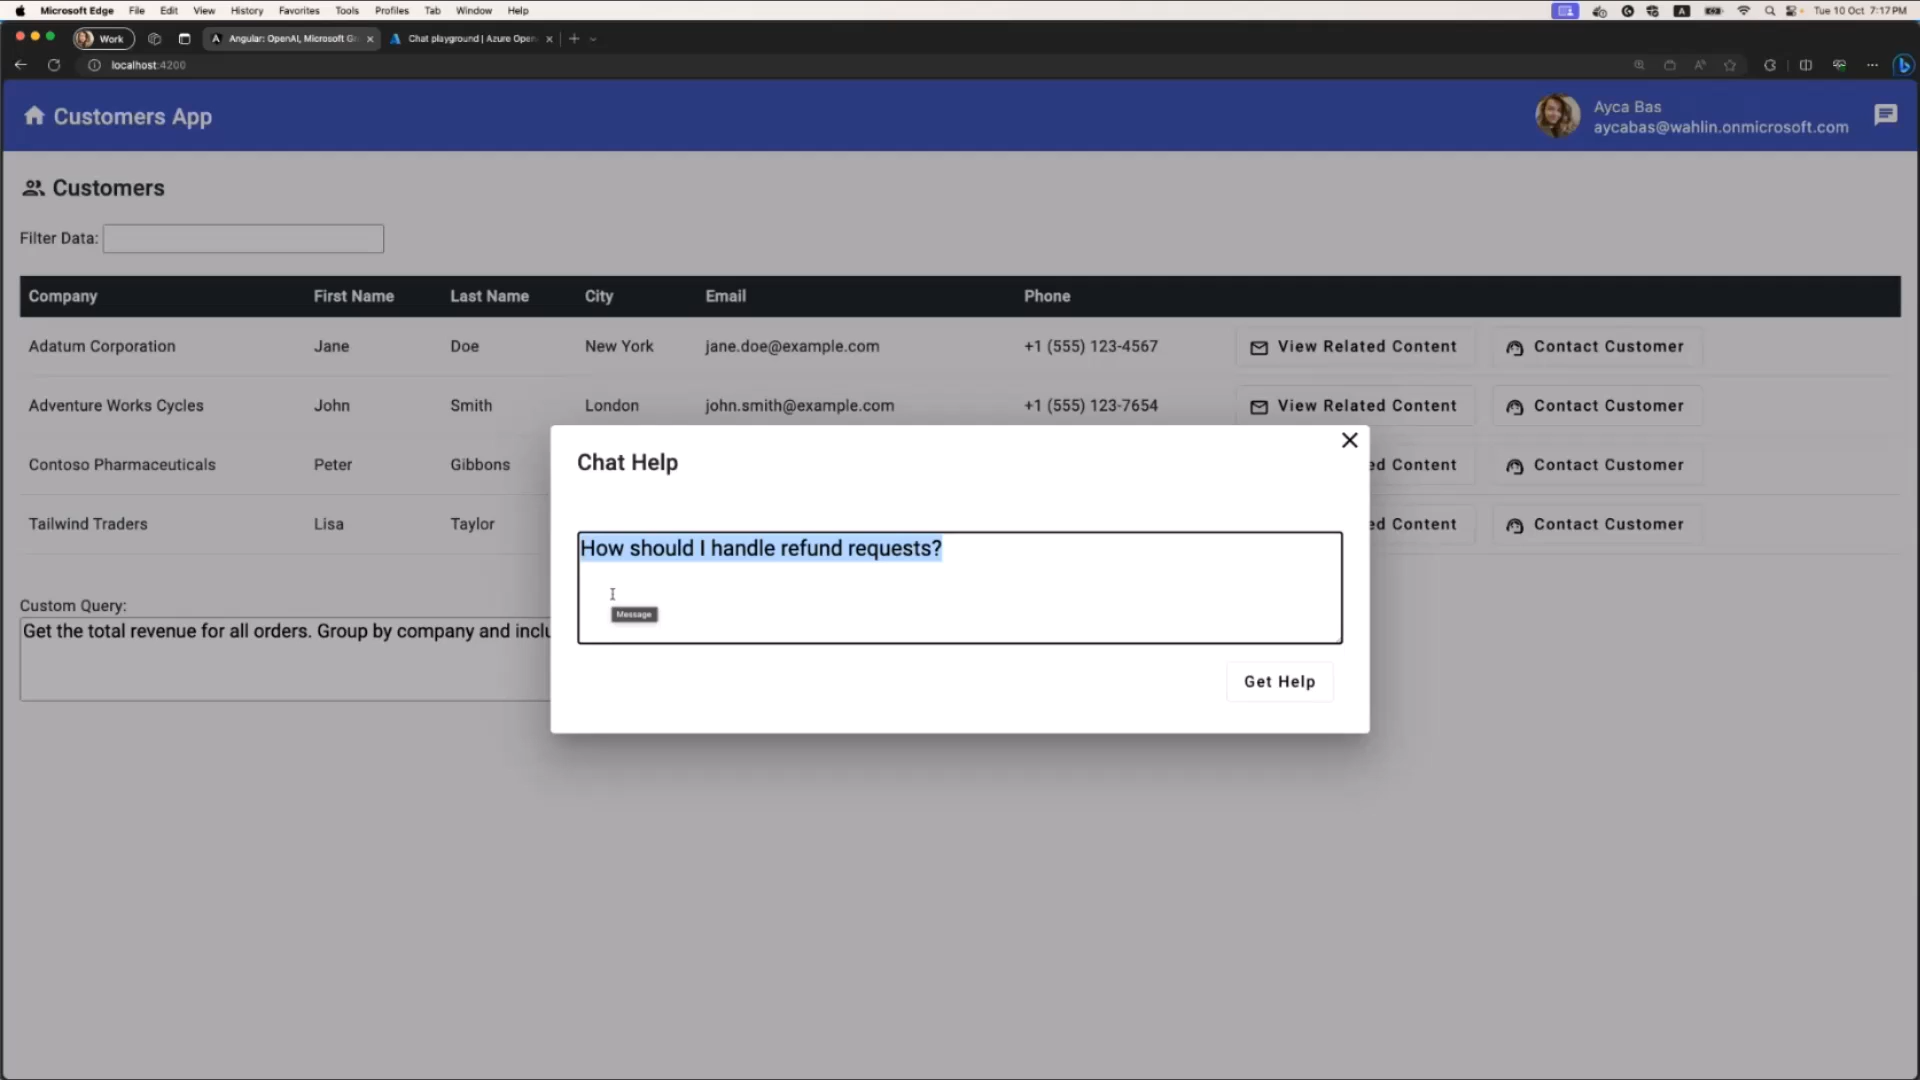 Microsoft Edge File Edit View History Favorites Tools Profiles Tab Window Help A Tue 10 Oct 7:17 PM
Work Angular: OpenAI, Microsoft Gr Chat playground | Azure Open
localhost:4200
Customers App
Ayca Bas
aycabas@wahlin.onmicrosoft.com
Customers
Filter Data:
Company First Name Last Name City Email Phone
Adatum Corporation Jane Doe New York jane.doe@example.com +1 (555) 123-4567 View Related Content Contact Customer
Adventure Works Cycles John Smith London john.smith@example.com +1 (555) 123-7654 View Related Content Contact Customer
Contoso Pharmaceuticals Peter Gibbons ed Content Contact Customer
Tailwind Traders Lisa Taylor ed Content Contact Customer
Chat Help
How should I handle refund requests?
Message
Get Help
Custom Query:
Get the total revenue for all orders. Group by company and inclu